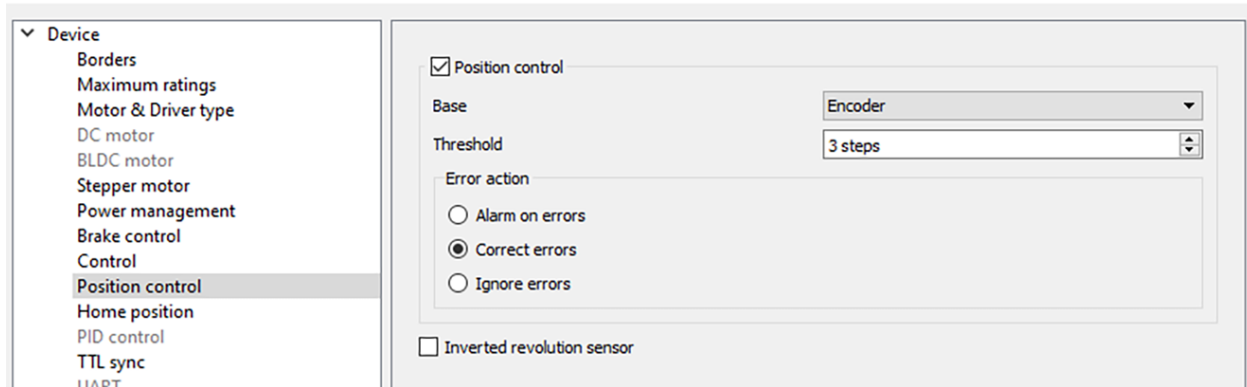 Device
Borders
Maximum ratings
Motor & Driver type
DC motor
BLDC motor
Stepper motor
Power management
Brake control
Control
Position control
Home position
PID control
TTL sync
UART
Position control
Base
Encoder
Threshold
3 steps
Error action
Alarm on errors
Correct errors
Ignore errors
Inverted revolution sensor